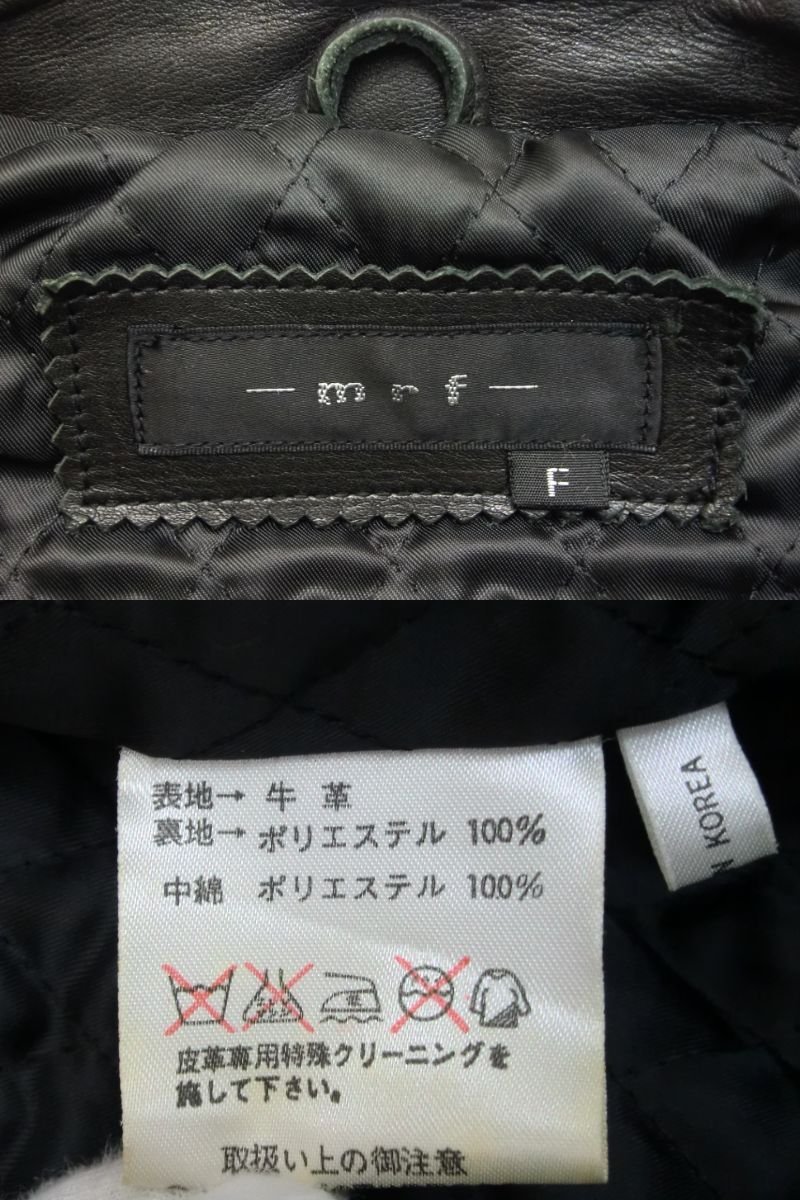 — m r f —
F
表地→ 牛 革
裏地→ ポリエステル 100%
中綿 ポリエステル 100%
皮革専用特殊クリーニングを
施して下さい。
取扱い上の御注意
N KOREA